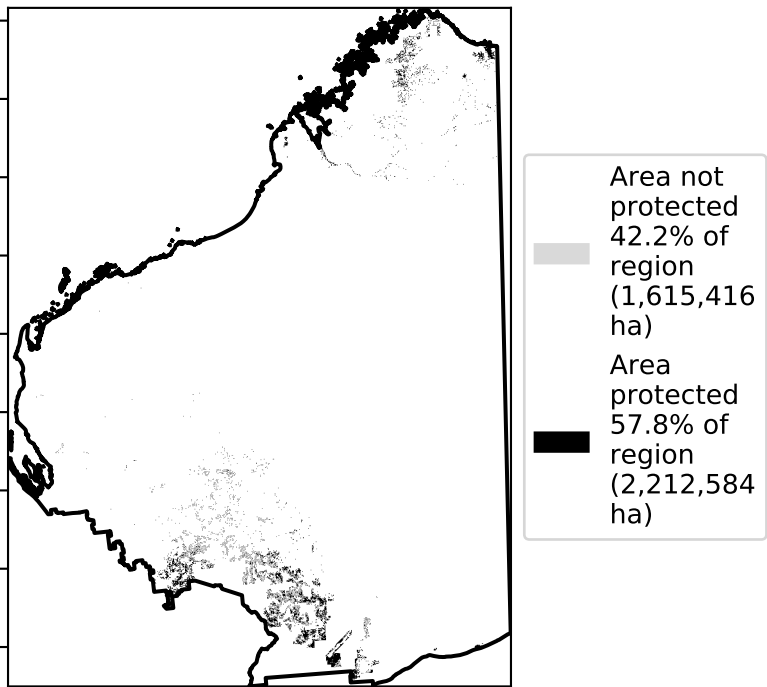 Area not
protected
42.2% of
region
(1,615,416
ha)
Area
protected
57.8% of
region
(2,212,584
ha)